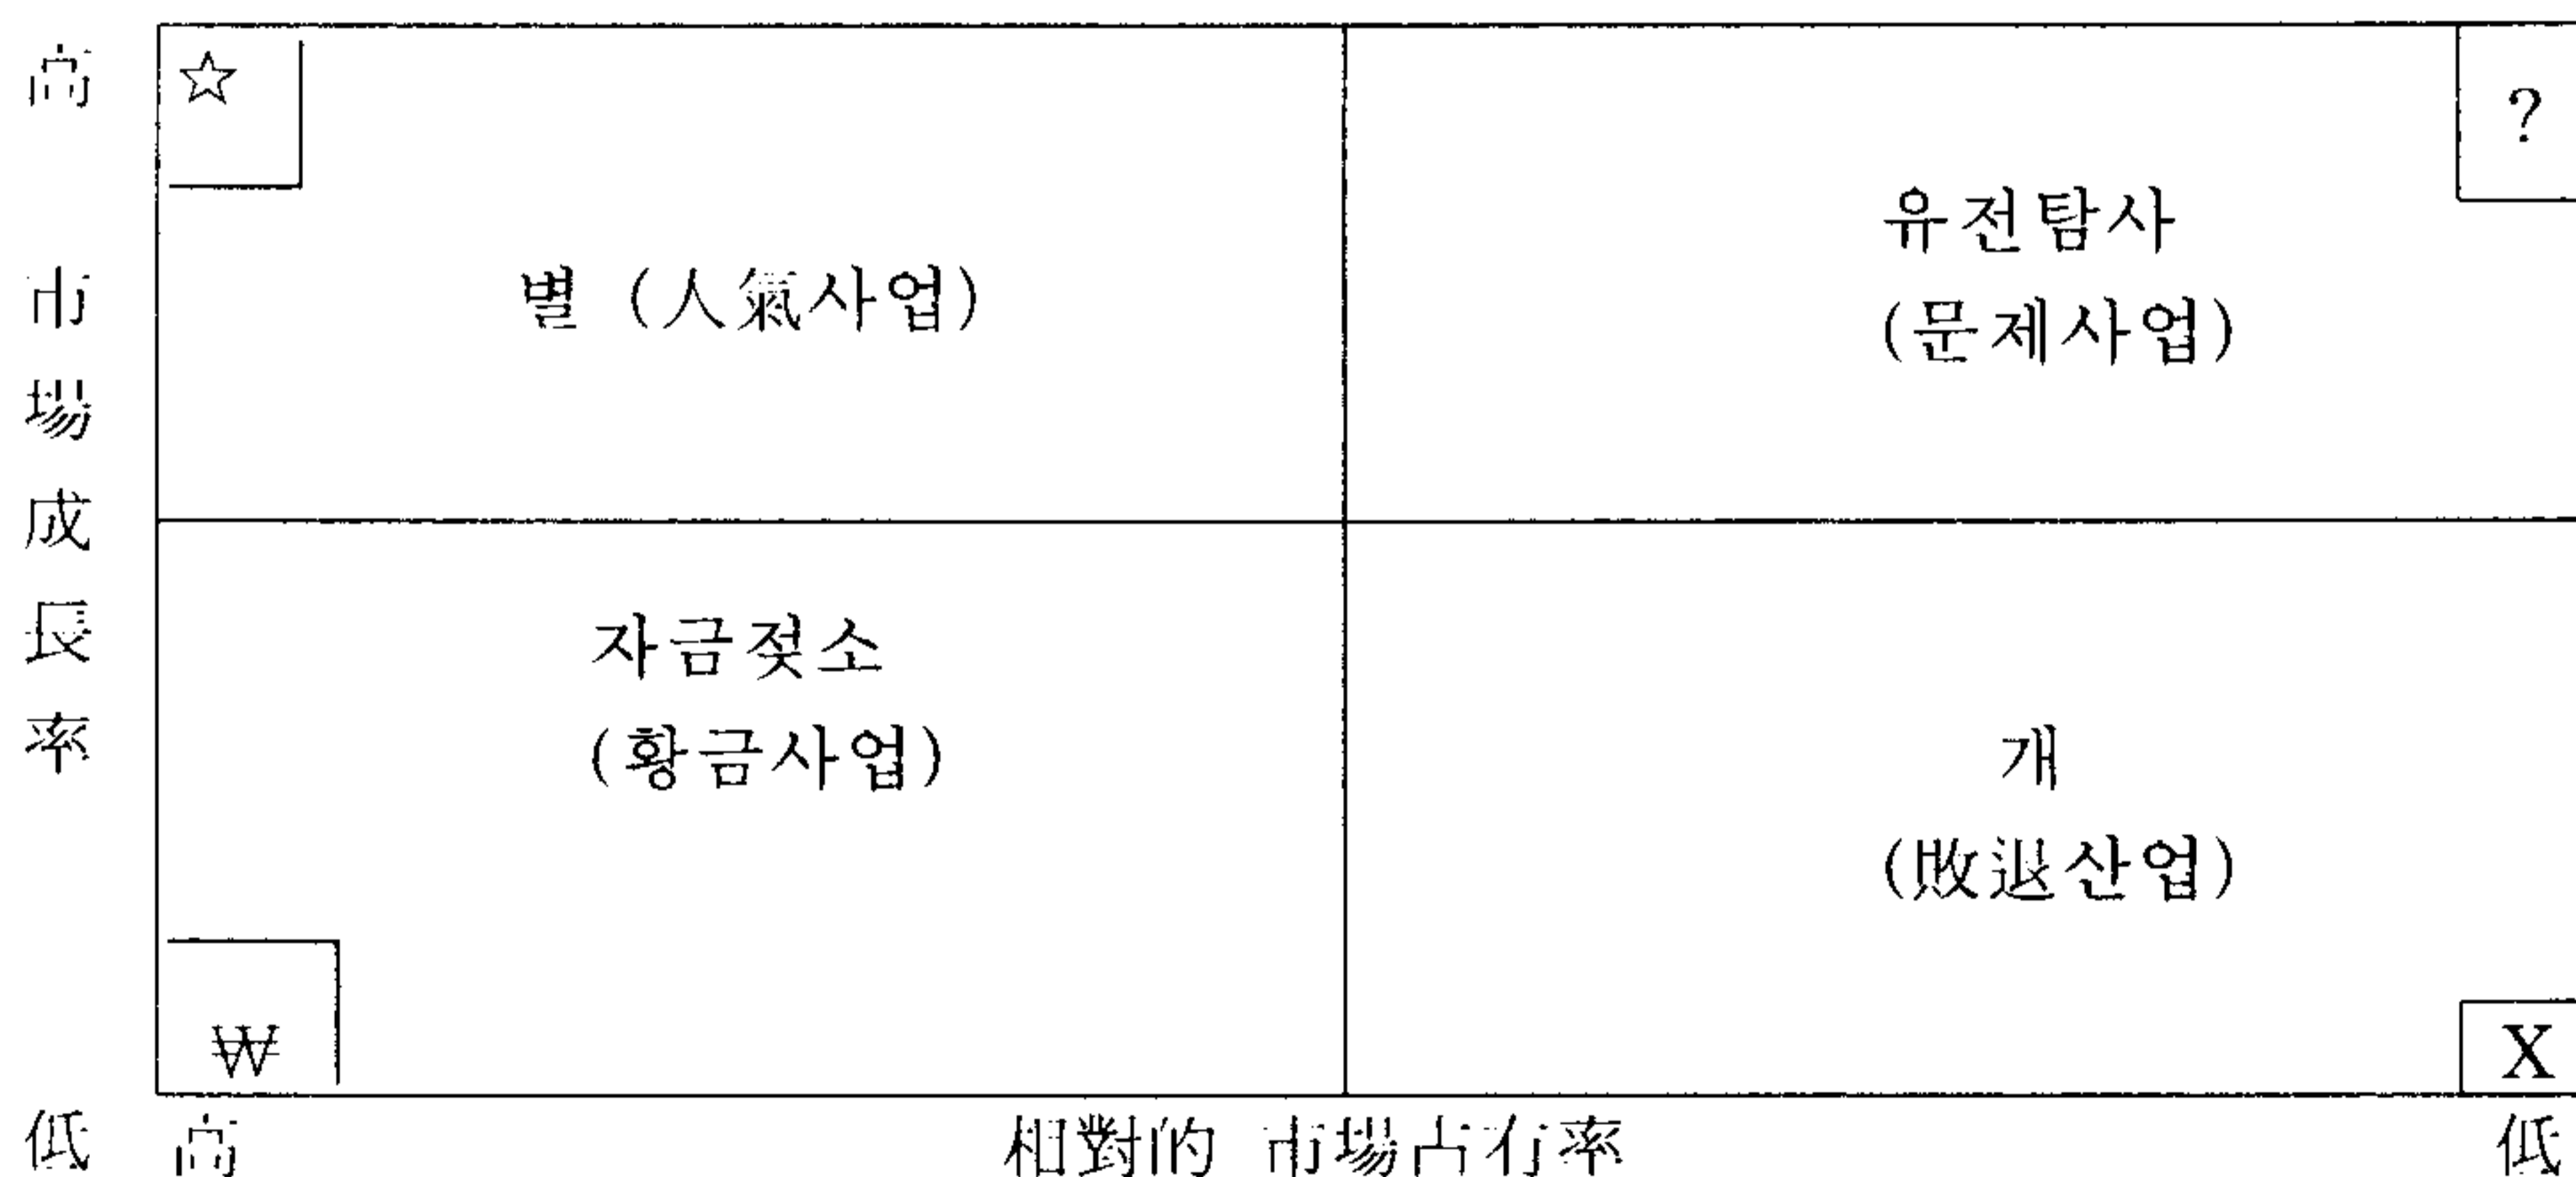 高
☆
?
유전탐사
별 (人氣사업)
(문제사업)
市
場
成
長
率
자금젖소
(황금사업)
개
(敗退산업)
₩
X
低 高 相對的 市場占有率 低